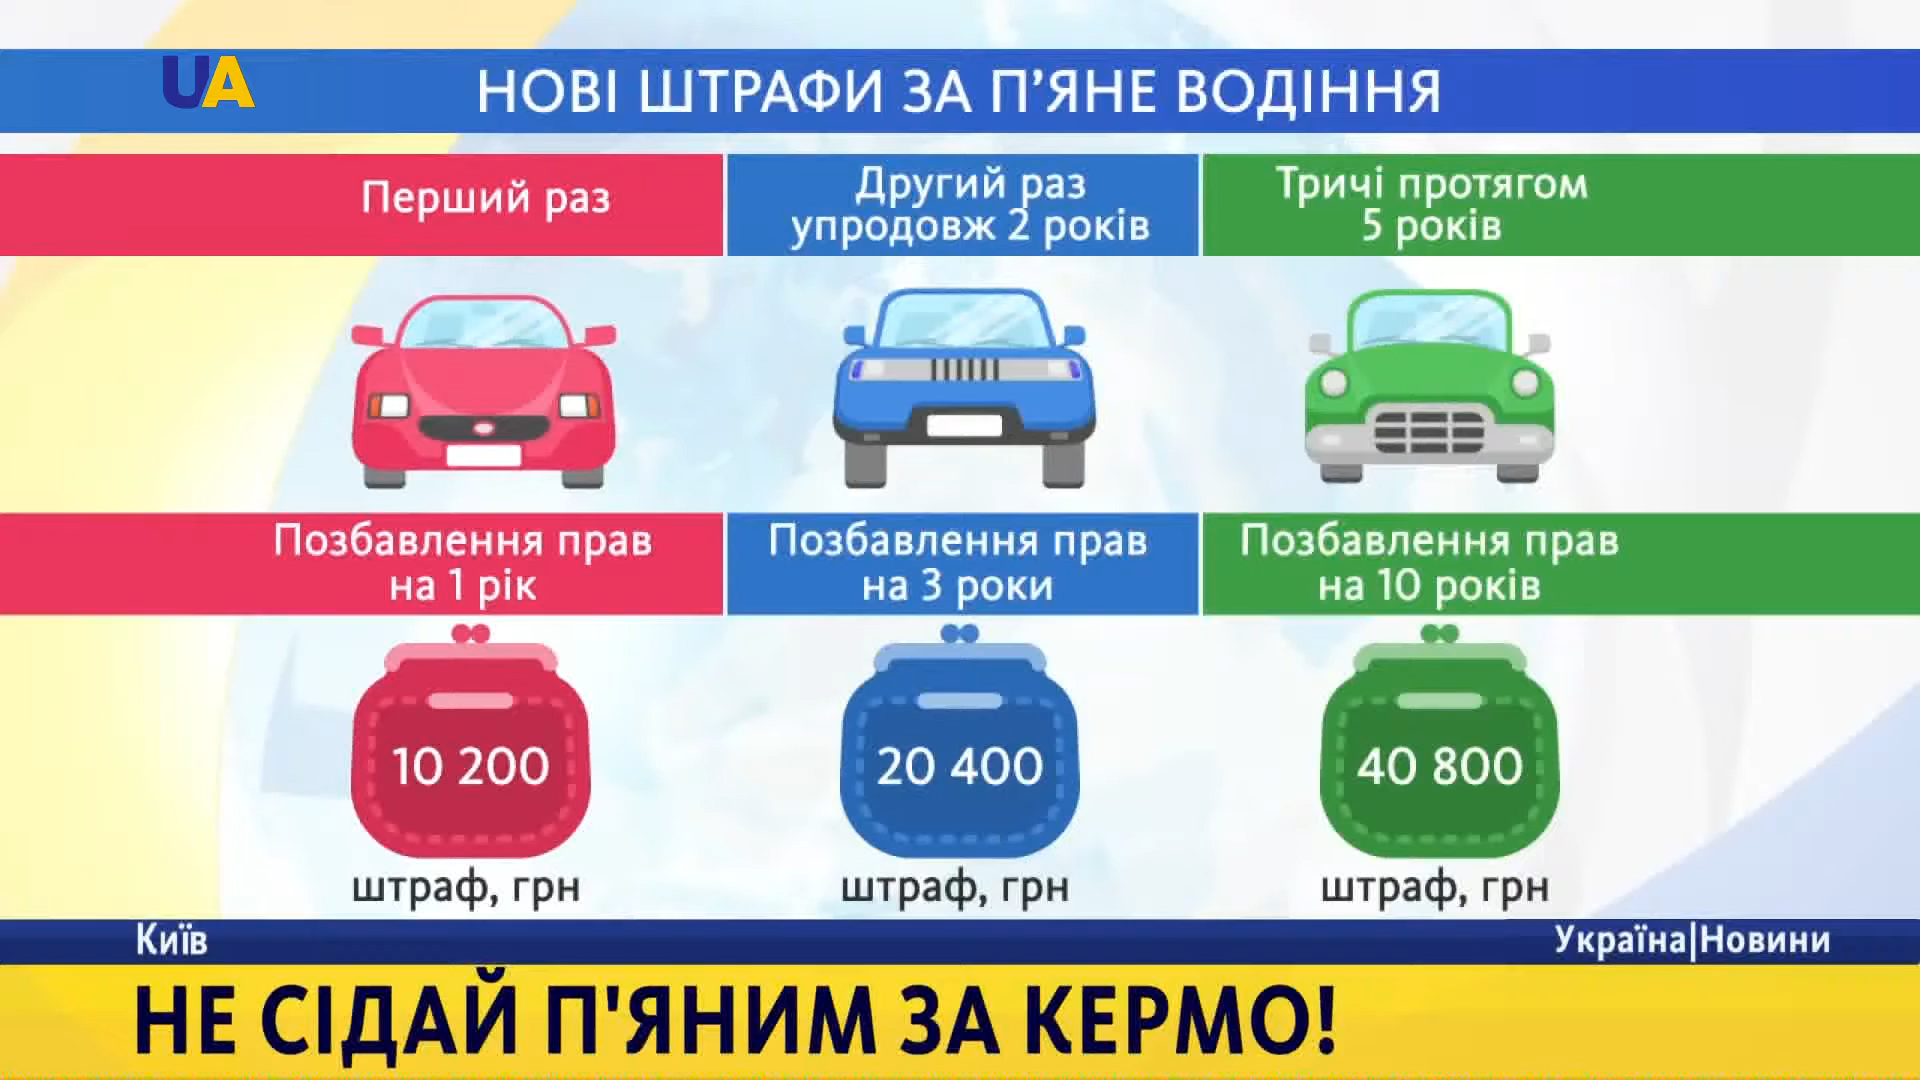 UA
НОВІ ШТРАФИ ЗА П’ЯНЕ ВОДІННЯ
Перший раз
Другий раз
упродовж 2 років
Тричі протягом
5 років
Позбавлення прав
на 1 рік
Позбавлення прав
на 3 роки
Позбавлення прав
на 10 років
10 200
20 400
40 800
штраф, грн
штраф, грн
штраф, грн
Київ
Україна|Новини
НЕ СІДАЙ П'ЯНИМ ЗА КЕРМО!